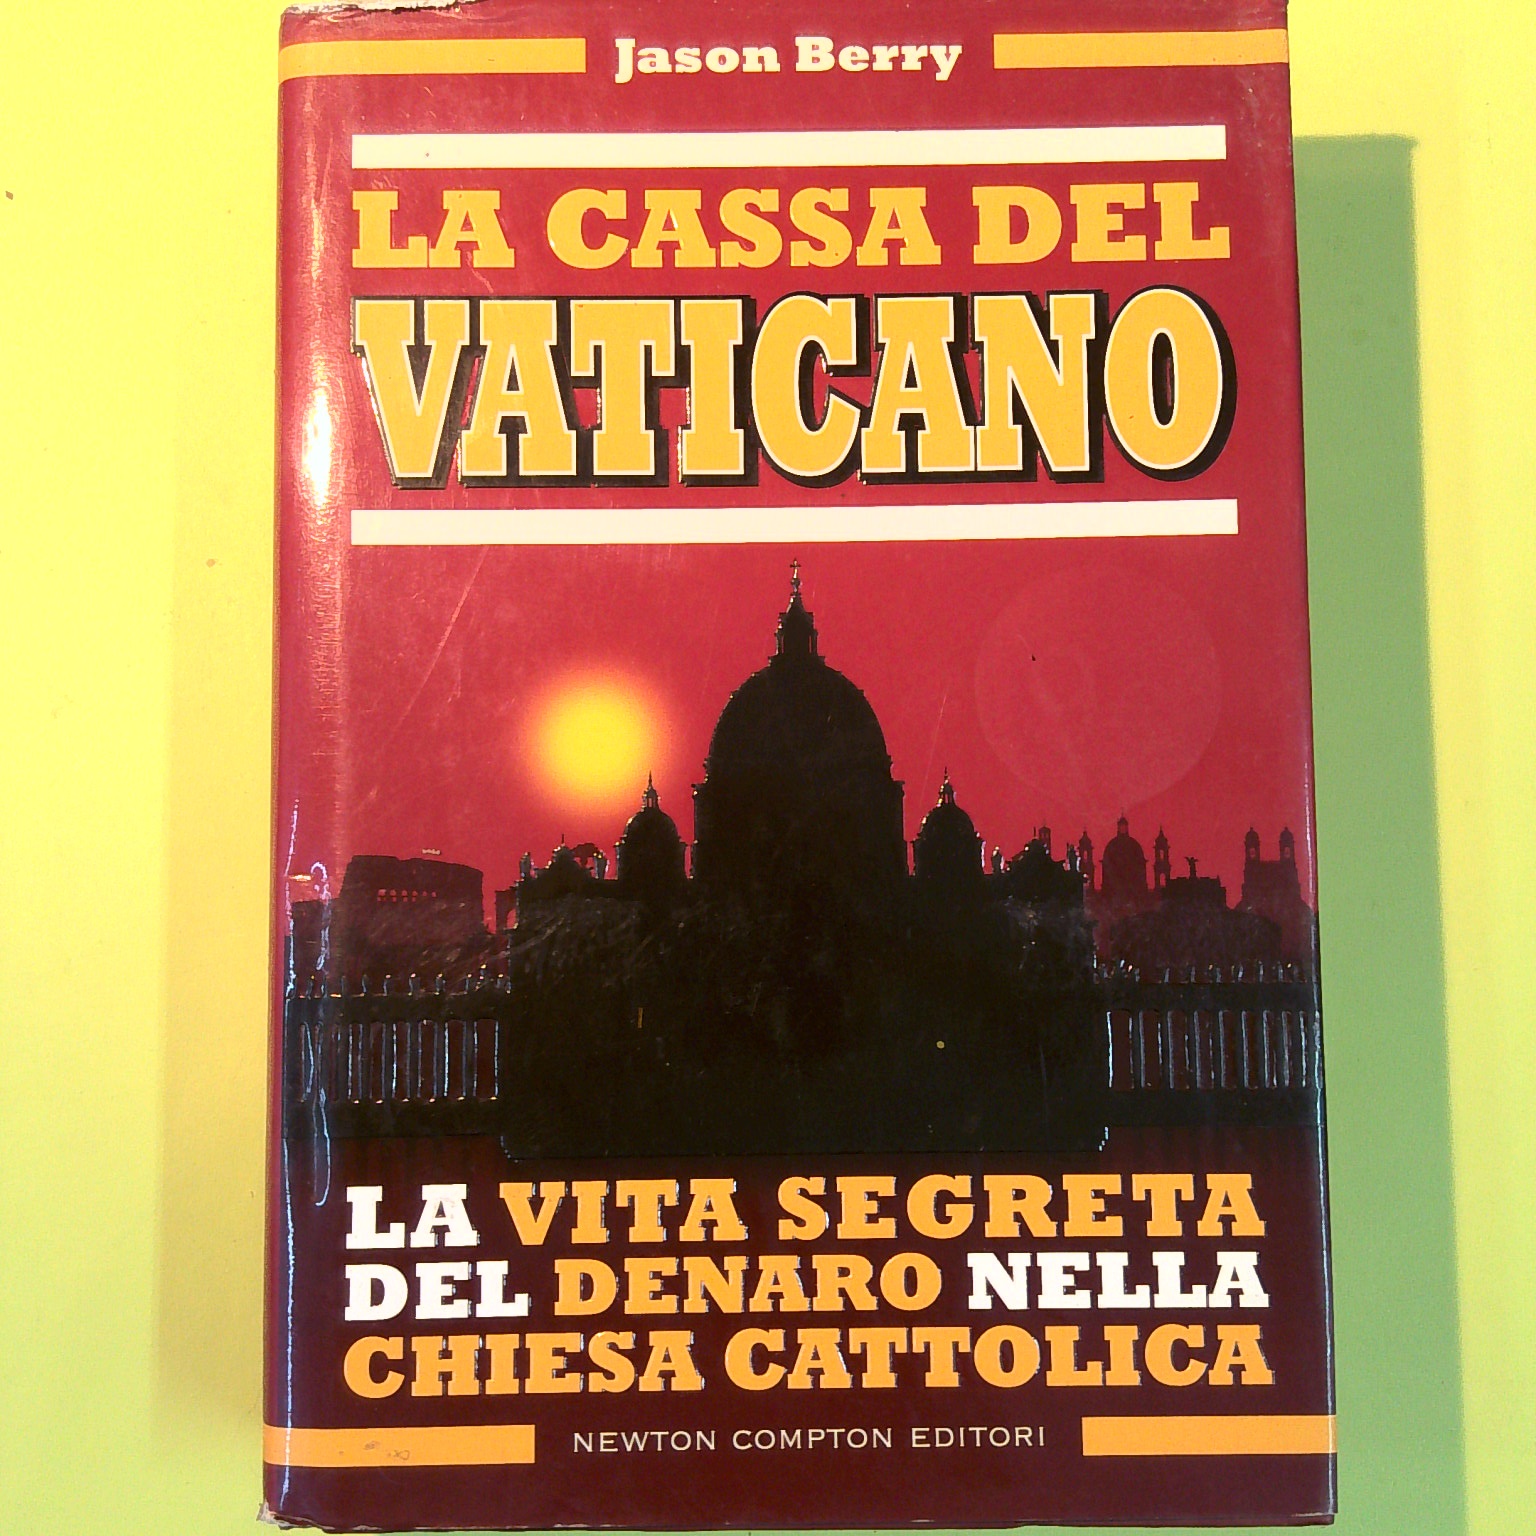 Jason Berry
LA CASSA DEL
VATICANO
LA VITA SEGRETA
DEL DENARO NELLA
CHIESA CATTOLICA
NEWTON COMPTON EDITORI